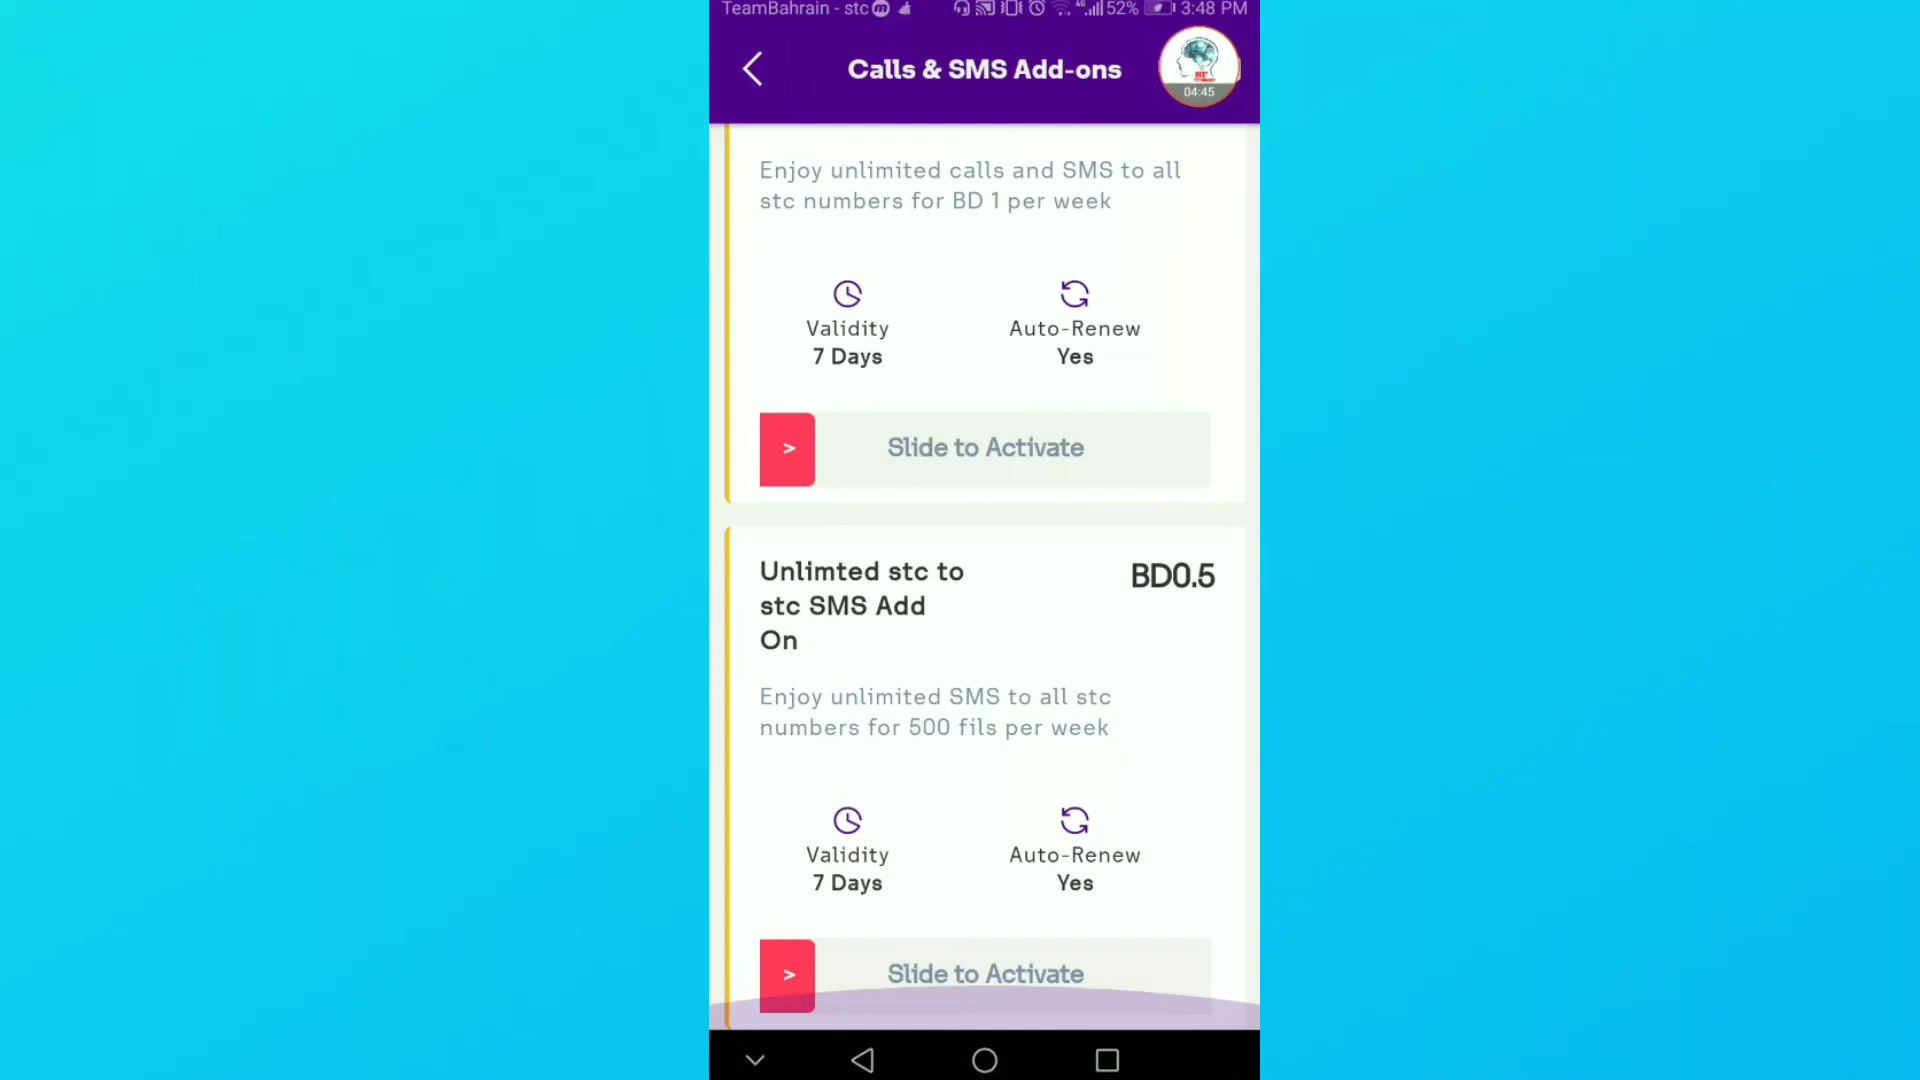 TeamBahrain - stc
52%
3:48 PM
Calls & SMS Add-ons
04:45
Enjoy unlimited calls and SMS to all
stc numbers for BD 1 per week
Validity
7 Days
Auto-Renew
Yes
> Slide to Activate
Unlimted stc to
stc SMS Add
On
BD0.5
Enjoy unlimited SMS to all stc
numbers for 500 fils per week
Validity
7 Days
Auto-Renew
Yes
> Slide to Activate